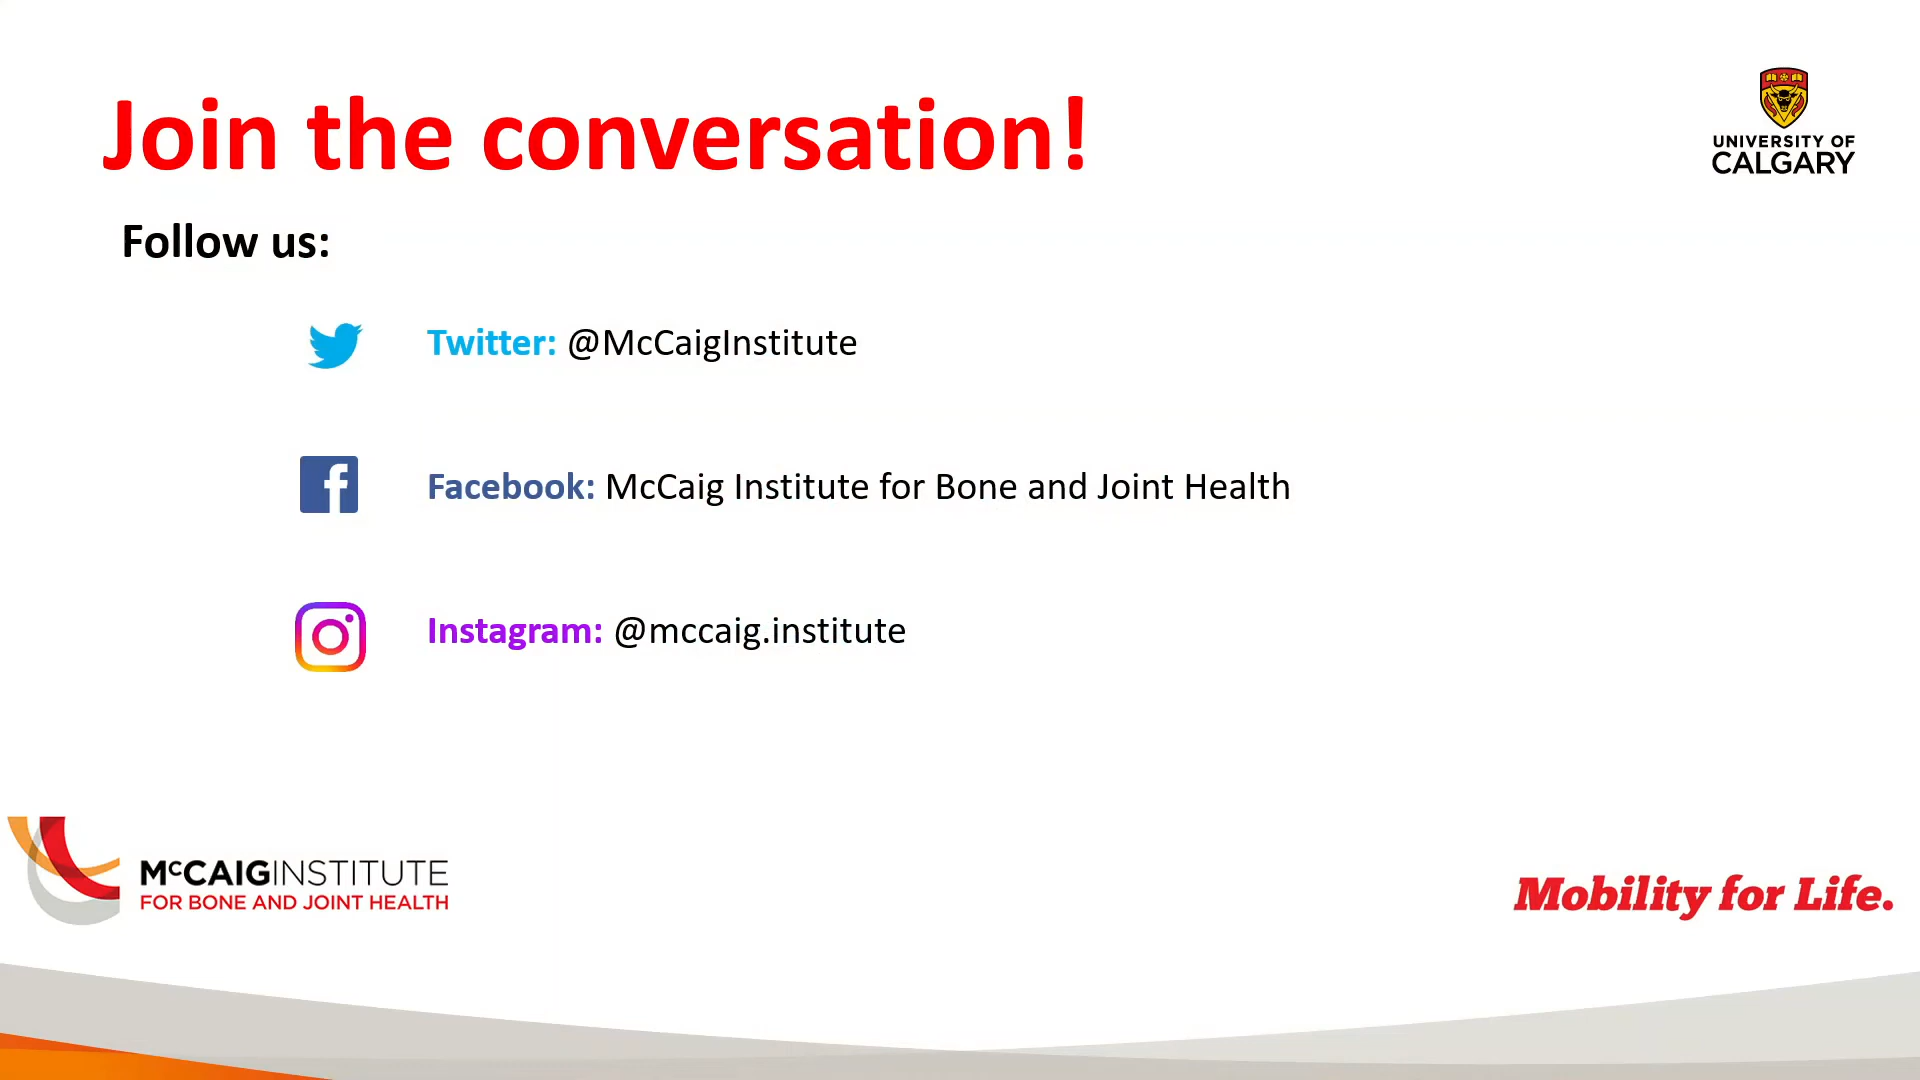 Join the conversation!
UNIVERSITY OF
CALGARY
Follow us:
Twitter: @McCaigInstitute
Facebook: McCaig Institute for Bone and Joint Health
Instagram: @mccaig.institute
McCAIGINSTITUTE
FOR BONE AND JOINT HEALTH
Mobility for Life.